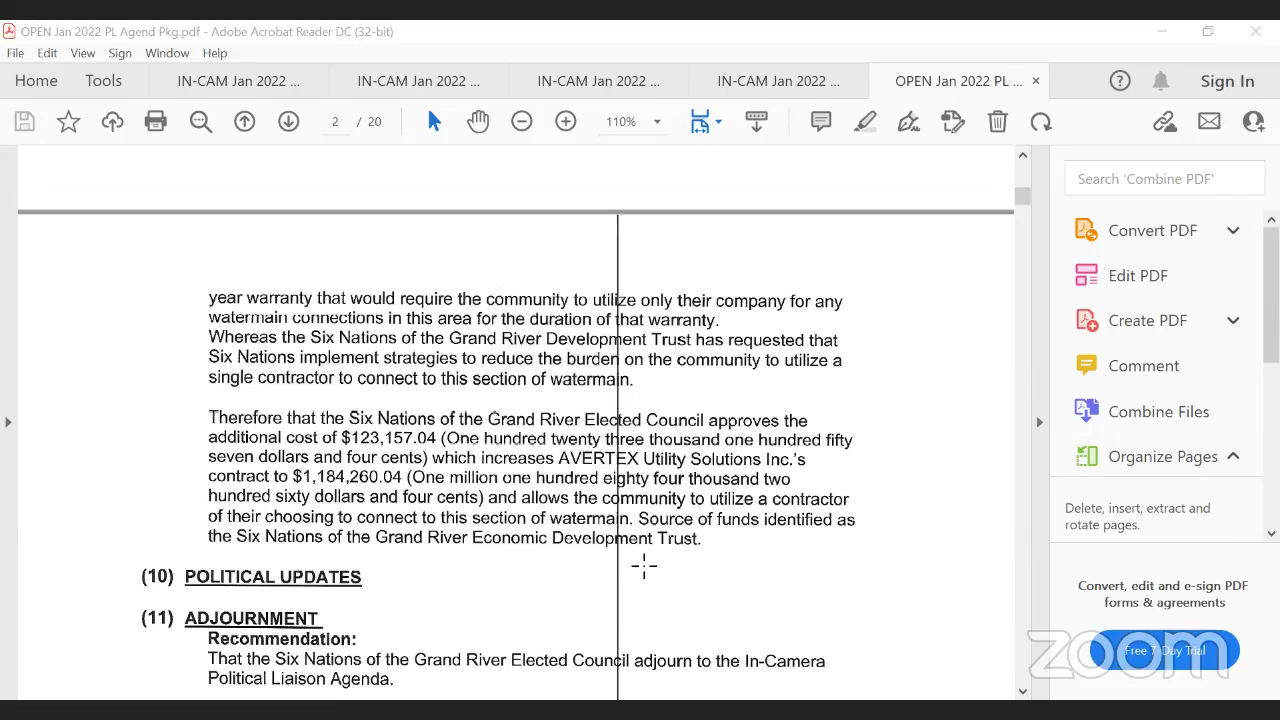 OPEN Jan 2022 PL Agend Pkg.pdf - Adobe Acrobat Reader DC (32-bit)
File Edit View Sign Window Help
Home Tools IN-CAM Jan 2022 ... IN-CAM Jan 2022 ... IN-CAM Jan 2022 ... IN-CAM Jan 2022 ... OPEN Jan 2022 PL ... × Sign In
2 / 20 110%
year warranty that would require the community to utilize only their company for any
watermain connections in this area for the duration of that warranty.
Whereas the Six Nations of the Grand River Development Trust has requested that
Six Nations implement strategies to reduce the burden on the community to utilize a
single contractor to connect to this section of watermain.
Therefore that the Six Nations of the Grand River Elected Council approves the
additional cost of $123,157.04 (One hundred twenty three thousand one hundred fifty
seven dollars and four cents) which increases AVERTEX Utility Solutions Inc.'s
contract to $1,184,260.04 (One million one hundred eighty four thousand two
hundred sixty dollars and four cents) and allows the community to utilize a contractor
of their choosing to connect to this section of watermain. Source of funds identified as
the Six Nations of the Grand River Economic Development Trust.
(10) POLITICAL UPDATES
(11) ADJOURNMENT
Recommendation:
That the Six Nations of the Grand River Elected Council adjourn to the In-Camera
Political Liaison Agenda.
Search 'Combine PDF'
Convert PDF
Edit PDF
Create PDF
Comment
Combine Files
Organize Pages
Delete, insert, extract and
rotate pages.
Convert, edit and e-sign PDF
forms & agreements
Free 7-Day Trial
zoom